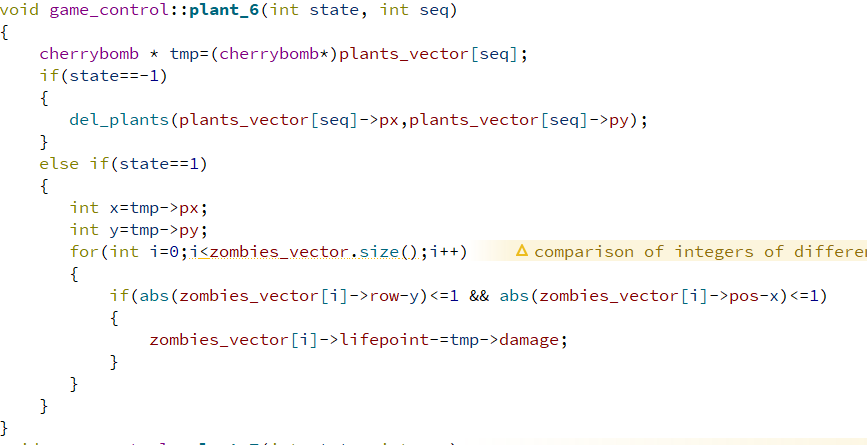 void game_control::plant_6(int state, int seq)
{
cherrybomb * tmp=(cherrybomb*)plants_vector[seq];
if(state==-1)
{
del_plants(plants_vector[seq]->px,plants_vector[seq]->py);
}
else if(state==1)
{
int x=tmp->px;
int y=tmp->py;
for(int i=0;i<zombies_vector.size();i++) comparison of integers of differe
{
if(abs(zombies_vector[i]->row-y)<=1 && abs(zombies_vector[i]->pos-x)<=1)
{
zombies_vector[i]->lifepoint-=tmp->damage;
}
}
}
}